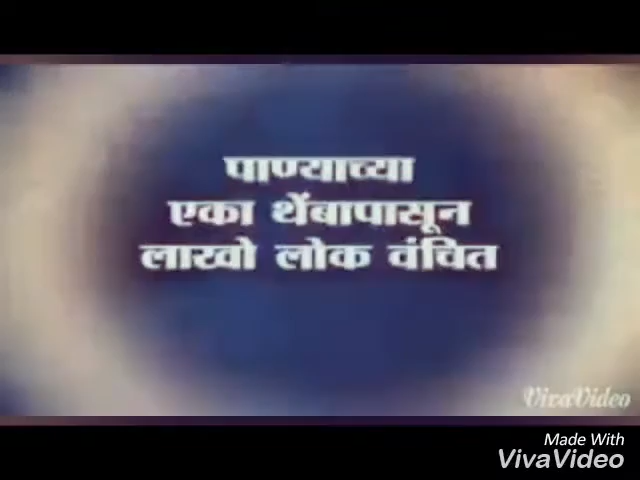 पाण्याच्या
एका थेंबापासून
लाखो लोक वंचित
VivaVideo
Made With
VivaVideo